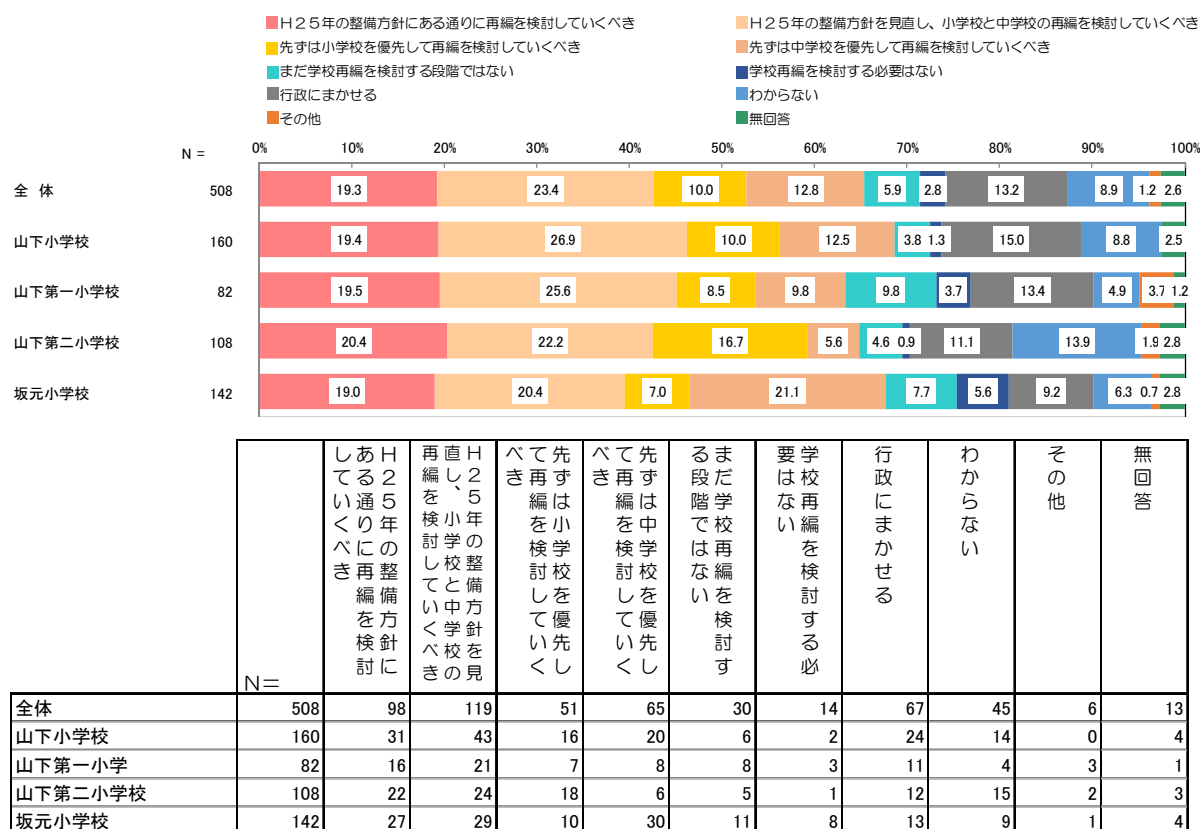 H25年の整備方針にある通りに再編を検討していくべき
H25年の整備方針を見直し、小学校と中学校の再編を検討していくべき
先ずは小学校を優先して再編を検討していくべき
先ずは中学校を優先して再編を検討していくべき
まだ学校再編を検討する段階ではない
学校再編を検討する必要はない
行政にまかせる
わからない
その他
無回答
N = 0% 10% 20% 30% 40% 50% 60% 70% 80% 90% 100%
全 体 508 19.3 23.4 10.0 12.8 5.9 2.8 13.2 8.9 1.2 2.6
山下小学校 160 19.4 26.9 10.0 12.5 3.8 1.3 15.0 8.8 2.5
山下第一小学校 82 19.5 25.6 8.5 9.8 9.8 3.7 13.4 4.9 3.7 1.2
山下第二小学校 108 20.4 22.2 16.7 5.6 4.6 0.9 11.1 13.9 1.9 2.8
坂元小学校 142 19.0 20.4 7.0 21.1 7.7 5.6 9.2 6.3 0.7 2.8
N=
H25年の整備方針に
ある通りに再編を検討
していくべき
H25年の整備方針を見
直し、小学校と中学校の
再編を検討していくべき
先ずは小学校を優先し
て再編を検討していく
べき
先ずは中学校を優先し
て再編を検討していく
べき
まだ学校再編を検討す
る段階ではない
学校再編を検討する必
要はない
行政にまかせる
わからない
その他
無回答
全体 508 98 119 51 65 30 14 67 45 6 13
山下小学校 160 31 43 16 20 6 2 24 14 0 4
山下第一小学 82 16 21 7 8 8 3 11 4 3 1
山下第二小学校 108 22 24 18 6 5 1 12 15 2 3
坂元小学校 142 27 29 10 30 11 8 13 9 1 4